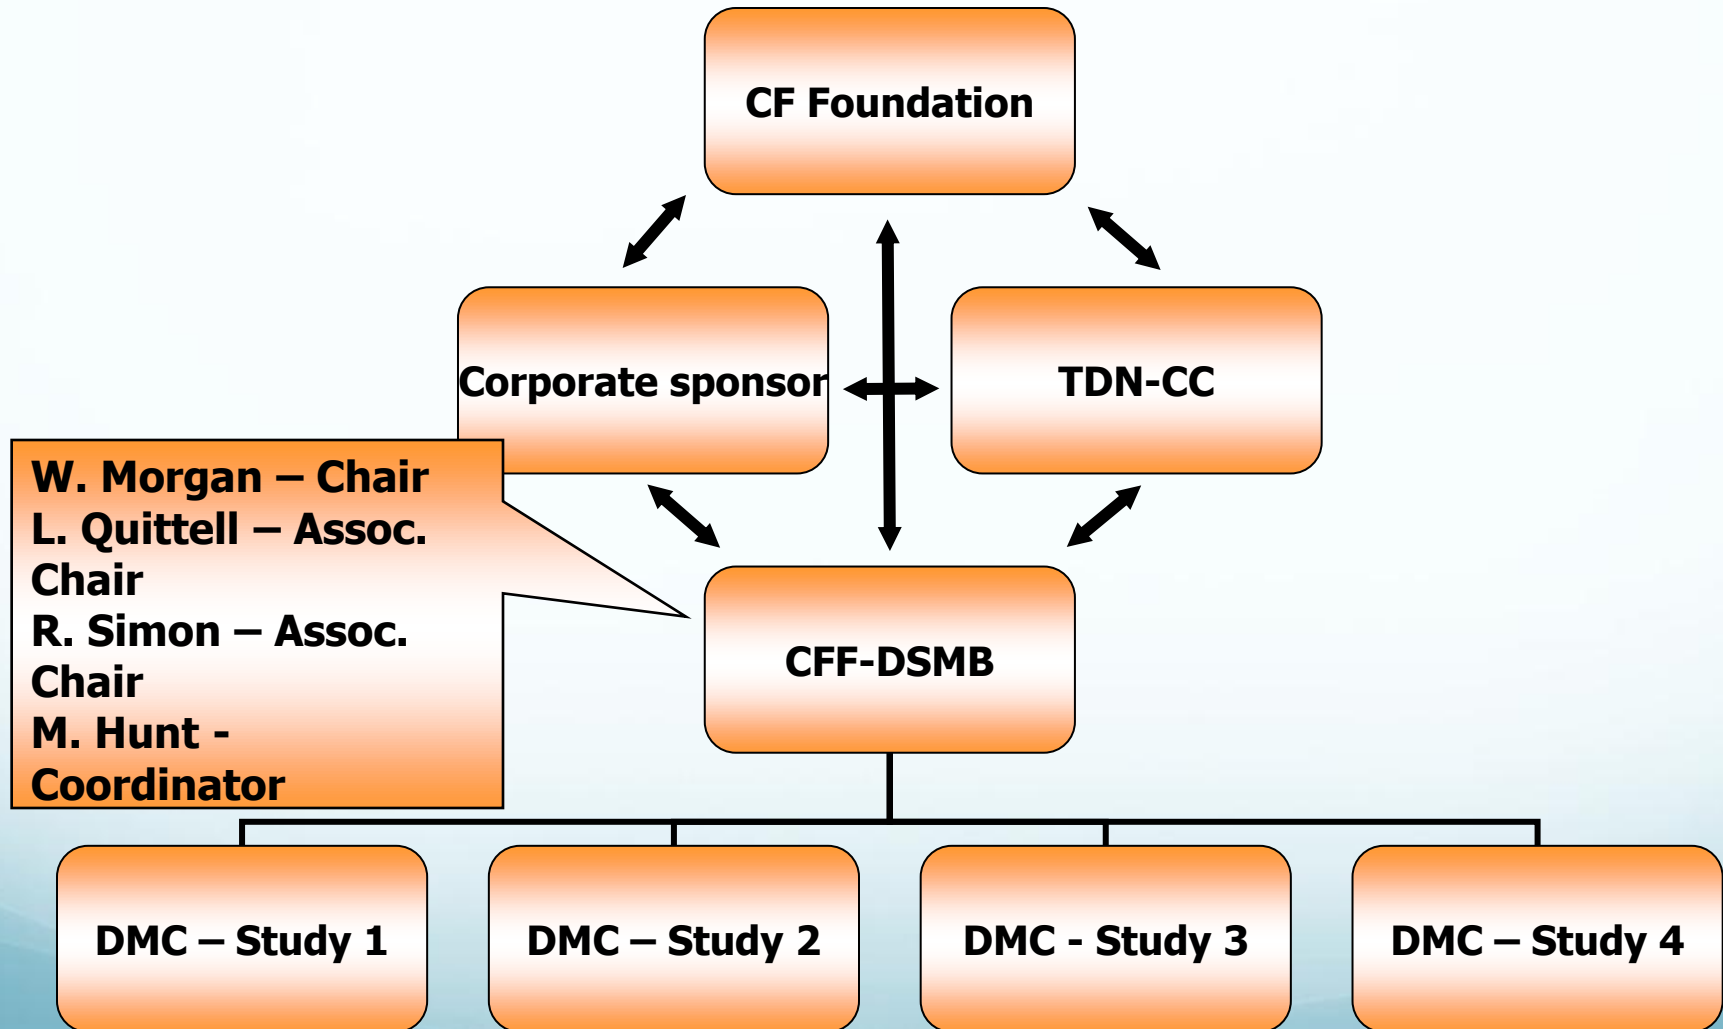 CF Foundation
Corporate sponsor
TDN-CC
W. Morgan – Chair
L. Quittell – Assoc.
Chair
R. Simon – Assoc.
Chair
M. Hunt -
Coordinator
CFF-DSMB
DMC – Study 1
DMC – Study 2
DMC - Study 3
DMC – Study 4